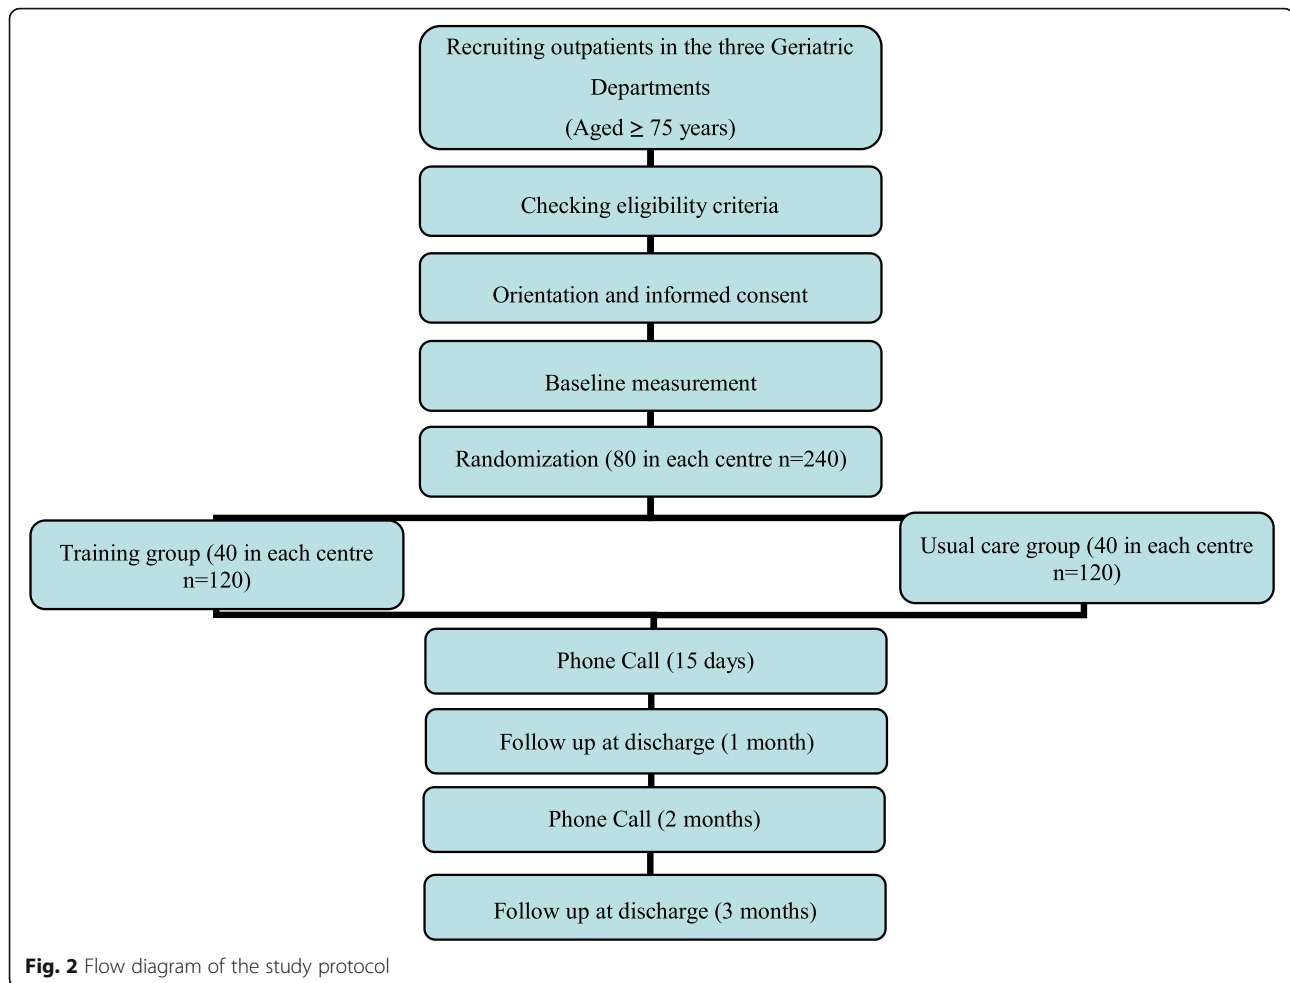 Recruiting outpatients in the three Geriatric
Departments
(Aged ≥ 75 years)
Checking eligibility criteria
Orientation and informed consent
Baseline measurement
Randomization (80 in each centre n=240)
Training group (40 in each centre
n=120)
Usual care group (40 in each centre
n=120)
Phone Call (15 days)
Follow up at discharge (1 month)
Phone Call (2 months)
Follow up at discharge (3 months)
Fig. 2 Flow diagram of the study protocol